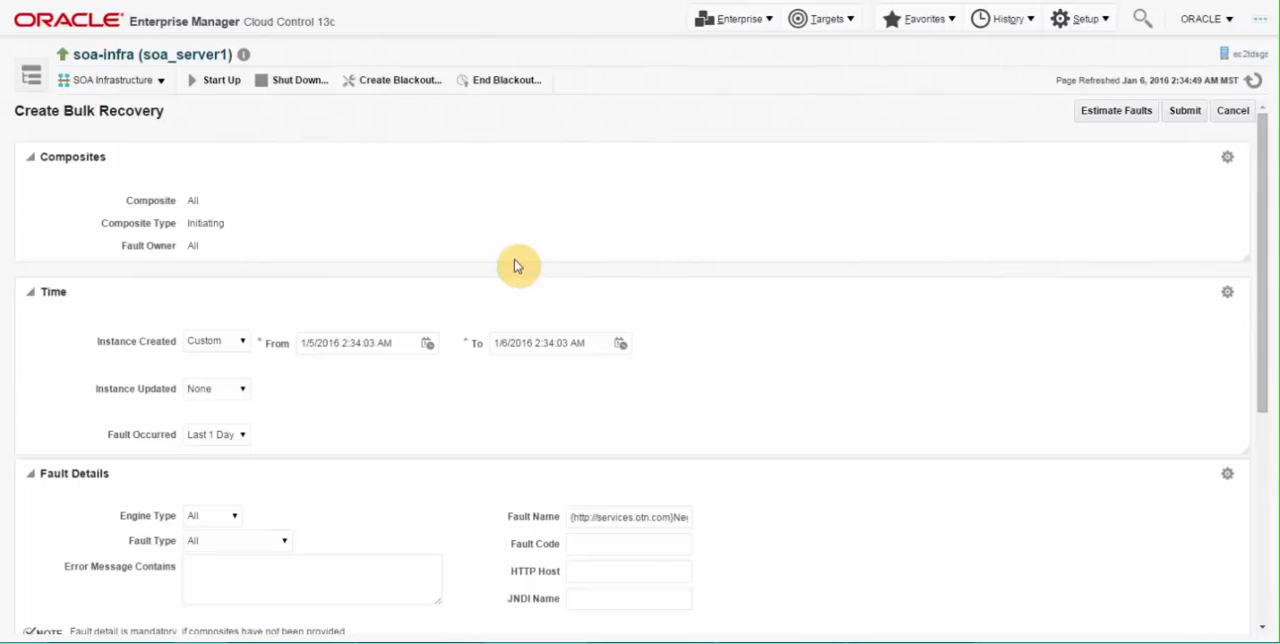 ORACLE Enterprise Manager Cloud Control 13c Enterprise Targets Favorites History Setup ORACLE
soa-infra (soa_server1)
SOA Infrastructure Start Up Shut Down... Create Blackout... End Blackout... Page Refreshed Jan 6, 2016 2:34:49 AM MST
Create Bulk Recovery Estimate Faults Submit Cancel
Composites
Composite All
Composite Type Initiating
Fault Owner All
Time
Instance Created Custom * From 1/5/2016 2:34:03 AM * To 1/6/2016 2:34:03 AM
Instance Updated None
Fault Occurred Last 1 Day
Fault Details
Engine Type All Fault Name {http://services.otn.com}Neg
Fault Type All Fault Code
Error Message Contains HTTP Host
JNDI Name
NOTE Fault detail is mandatory, if composites have not been provided